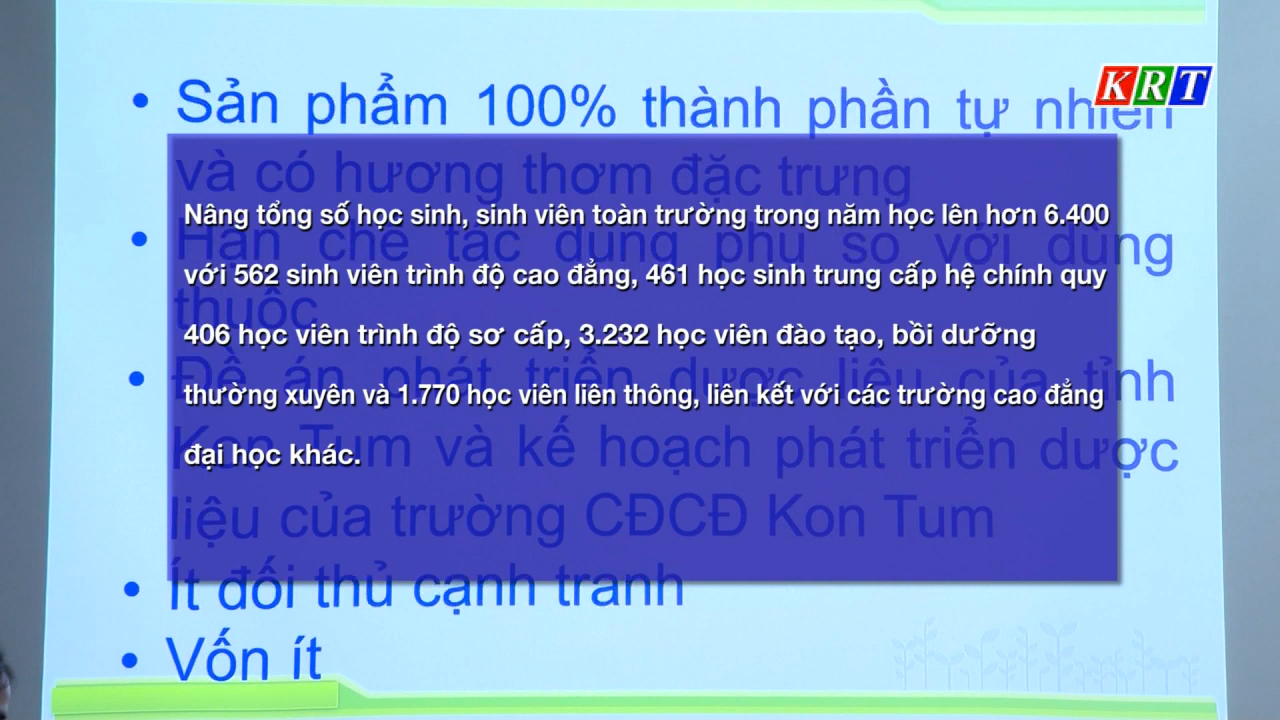 KRT
• Sản phẩm 100% thành phần tự nhiên
và có hương thơm đặc trưng
• Hạn chế tác dụng phụ so với dùng
thuốc
• Đề án phát triển dược liệu của tỉnh
Kon Tum và kế hoạch phát triển dược
liệu của trường CĐCĐ Kon Tum
• Ít đối thủ cạnh tranh
• Vốn ít
Nâng tổng số học sinh, sinh viên toàn trường trong năm học lên hơn 6.400
với 562 sinh viên trình độ cao đẳng, 461 học sinh trung cấp hệ chính quy
406 học viên trình độ sơ cấp, 3.232 học viên đào tạo, bồi dưỡng
thường xuyên và 1.770 học viên liên thông, liên kết với các trường cao đẳng
đại học khác.